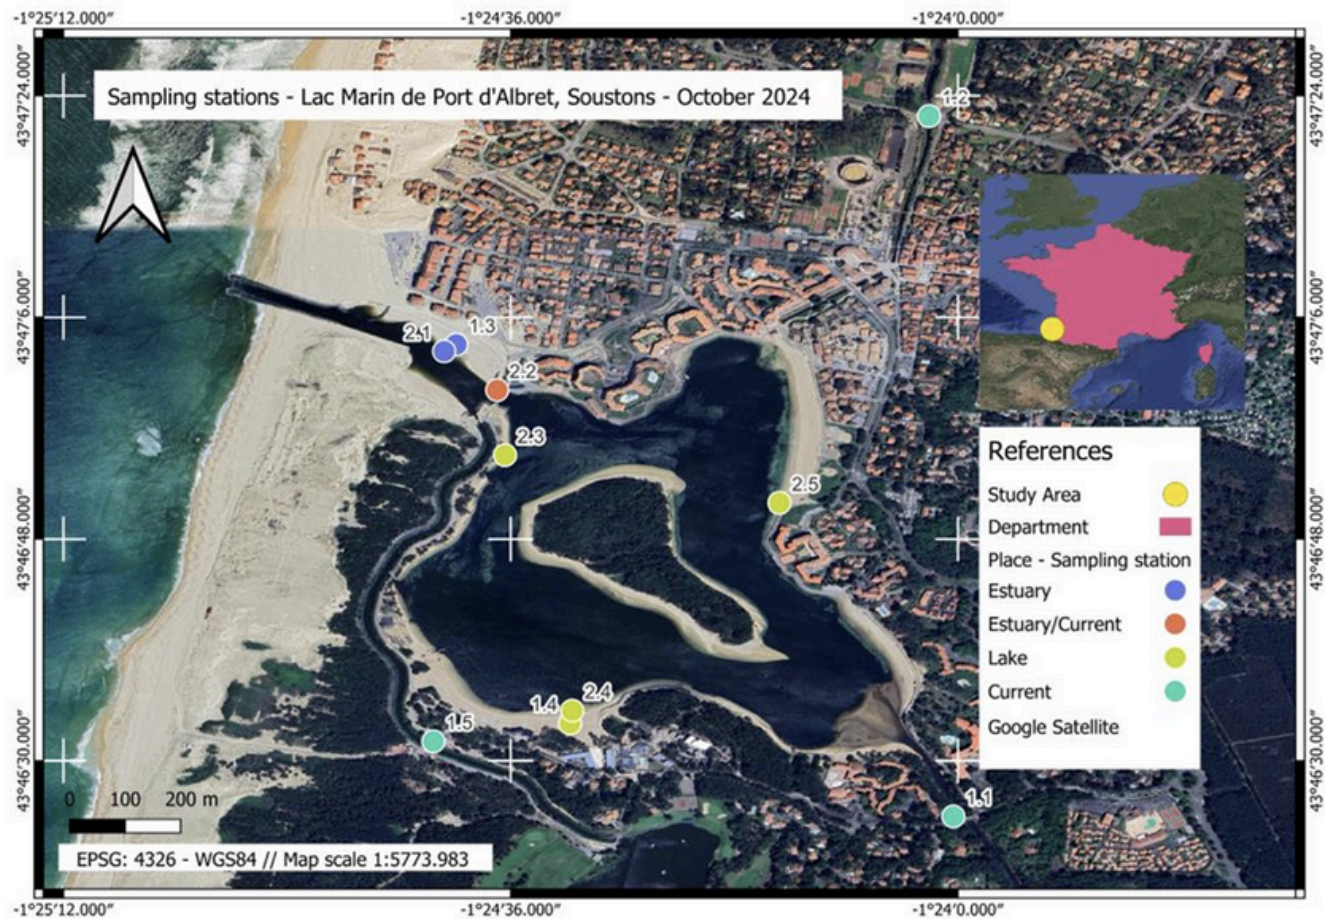 -1°25'12.000" -1°24'36.000" -1°24'0.000"
43°47'24.000" 43°47'24.000"
Sampling stations - Lac Marin de Port d'Albret, Soustons - October 2024
1.2
43°47'6.000" 43°47'6.000"
2.1 1.3
2.2
2.3
2.5
References
Study Area
Department
Place - Sampling station
Estuary
Estuary/Current
Lake
Current
Google Satellite
43°46'48.000" 43°46'48.000"
1.4 2.4
1.5
1.1
43°46'30.000" 43°46'30.000"
0 100 200 m
EPSG: 4326 - WGS84 // Map scale 1:5773.983
-1°25'12.000" -1°24'36.000" -1°24'0.000"